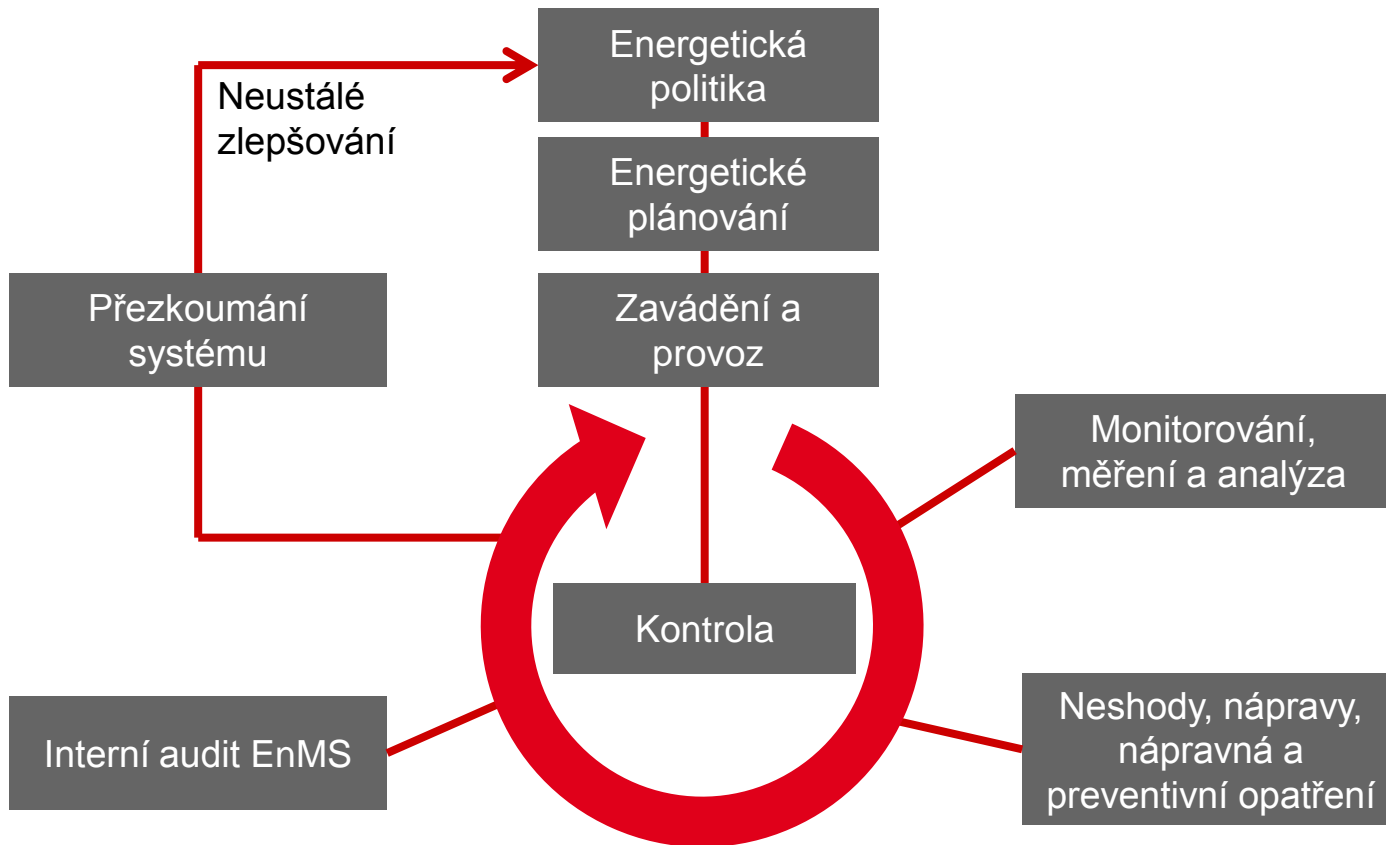 Energetická
politika
Neustálé
zlepšování
Energetické
plánování
Přezkoumání
systému
Zavádění a
provoz
Monitorování,
měření a analýza
Kontrola
Interní audit EnMS
Neshody, nápravy,
nápravná a
preventivní opatření